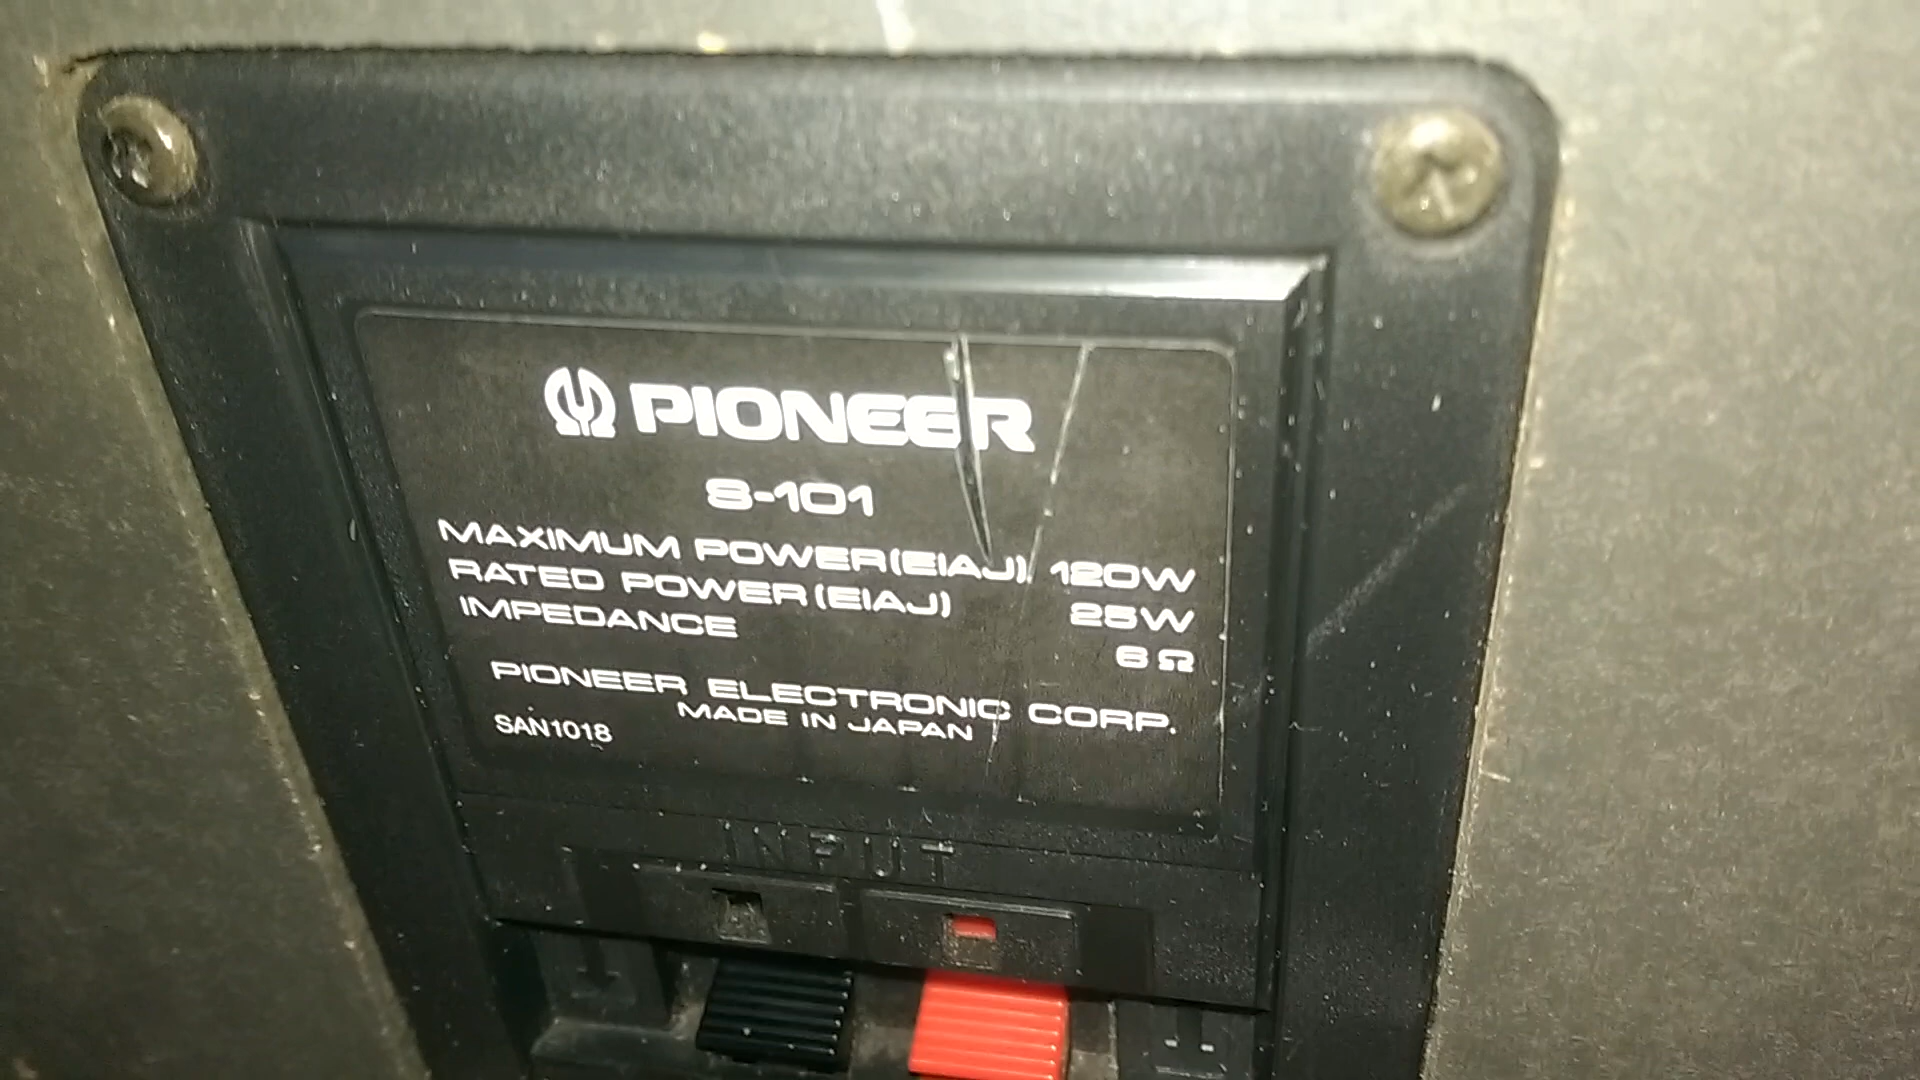 PIONEER
S-101
MAXIMUM POWER(EIAJ) 120W
RATED POWER(EIAJ) 25W
IMPEDANCE 6Ω
PIONEER ELECTRONIC CORP.
MADE IN JAPAN
SAN1018
INPUT